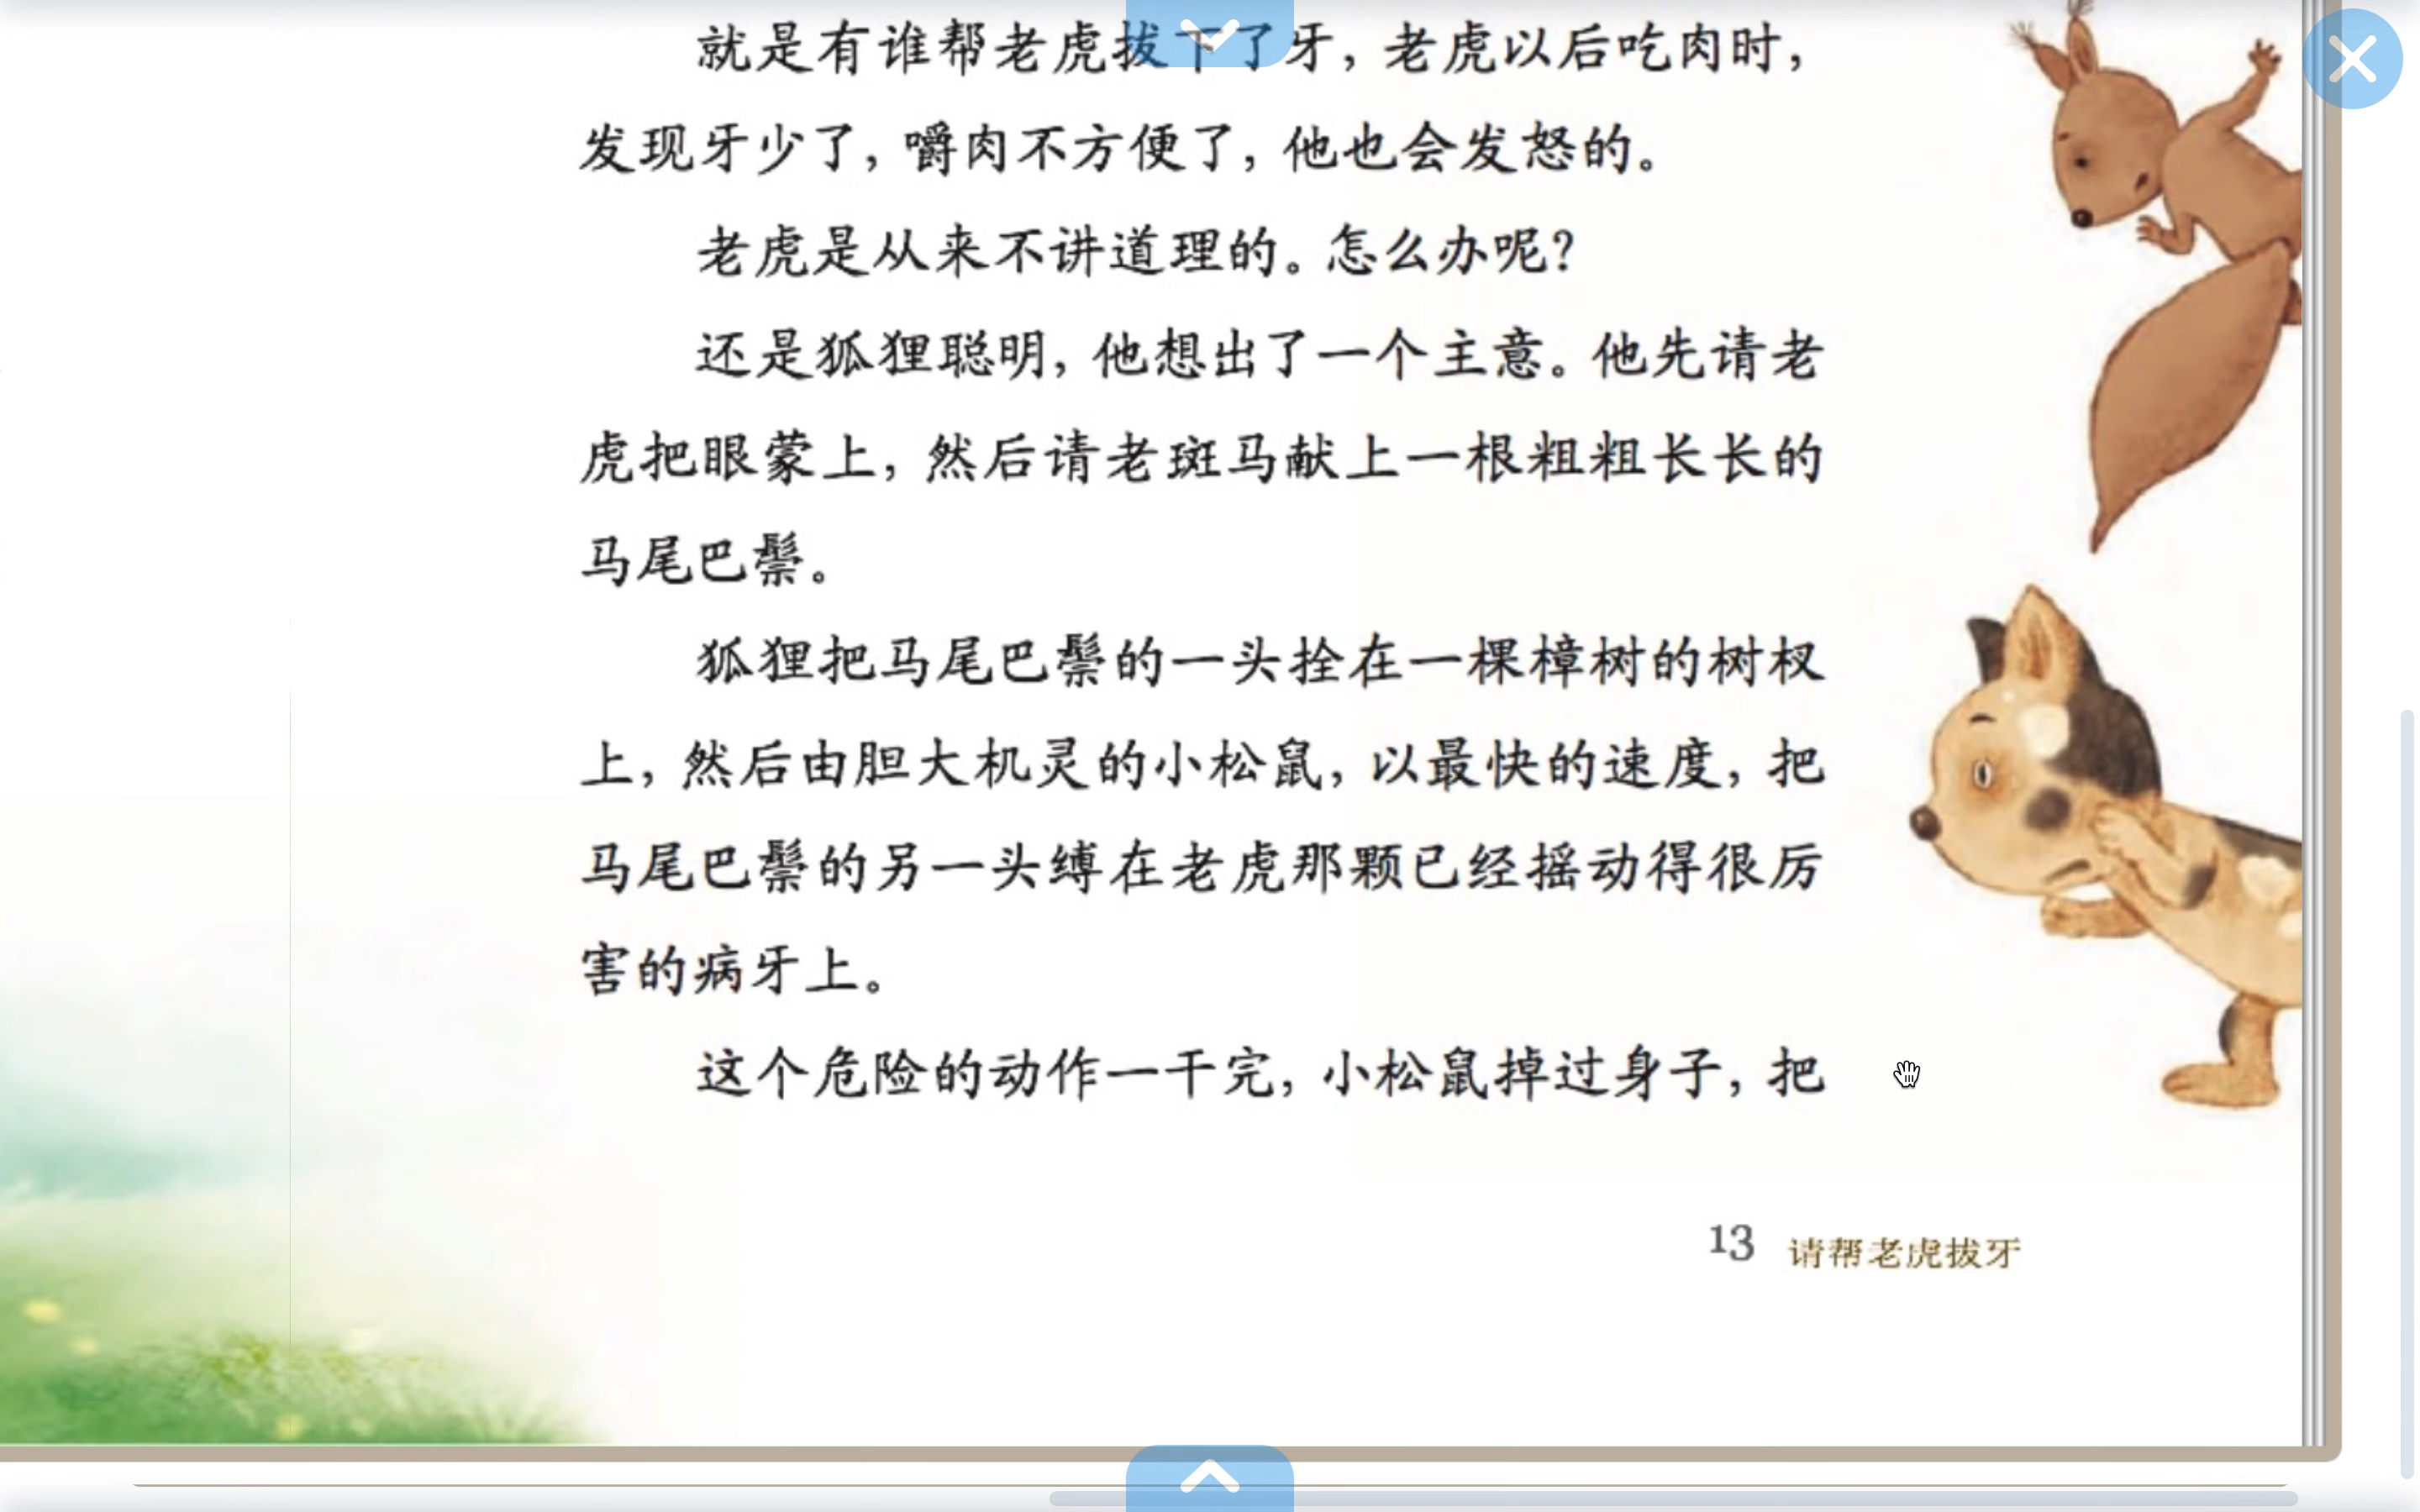 就是有谁帮老虎拔下了牙，老虎以后吃肉时，
发现牙少了，嚼肉不方便了，他也会发怒的。
老虎是从来不讲道理的。怎么办呢？
还是狐狸聪明，他想出了一个主意。他先请老
虎把眼蒙上，然后请老斑马献上一根粗粗长长的
马尾巴鬃。
狐狸把马尾巴鬃的一头拴在一棵樟树的树杈
上，然后由胆大机灵的小松鼠，以最快的速度，把
马尾巴鬃的另一头缚在老虎那颗已经摇动得很厉
害的病牙上。
这个危险的动作一干完，小松鼠掉过身子，把
13 请帮老虎拔牙